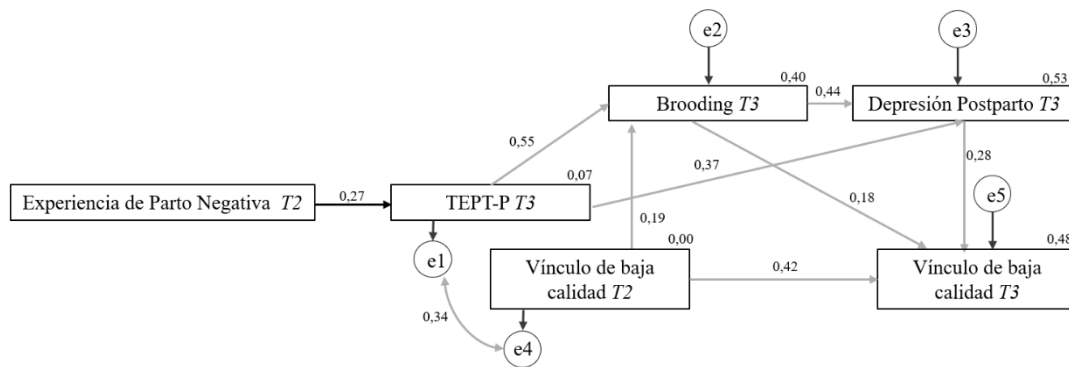 e2
e3
0,40
0,53
Brooding T3
0,44
Depresión Postparto T3
0,55
0,37
0,28
0,07
0,27
Experiencia de Parto Negativa T2
TEPT-P T3
0,18
e5
0,19
0,00
0,48
e1
Vínculo de baja
calidad T2
0,42
Vínculo de baja
calidad T3
0,34
e4